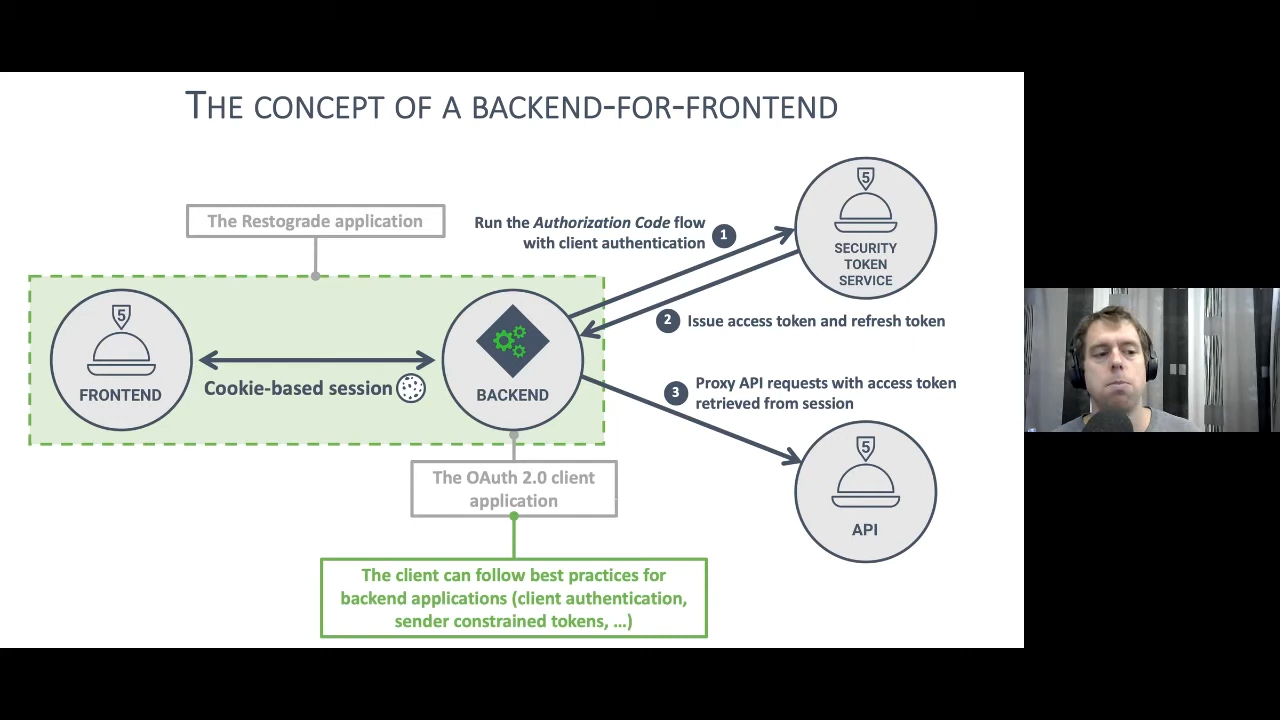 THE CONCEPT OF A BACKEND-FOR-FRONTEND
The Restograde application
Run the Authorization Code flow
with client authentication
1
5
SECURITY
TOKEN
SERVICE
2
Issue access token and refresh token
5
FRONTEND
Cookie-based session
BACKEND
3
Proxy API requests with access token
retrieved from session
5
API
The OAuth 2.0 client
application
The client can follow best practices for
backend applications (client authentication,
sender constrained tokens, …)